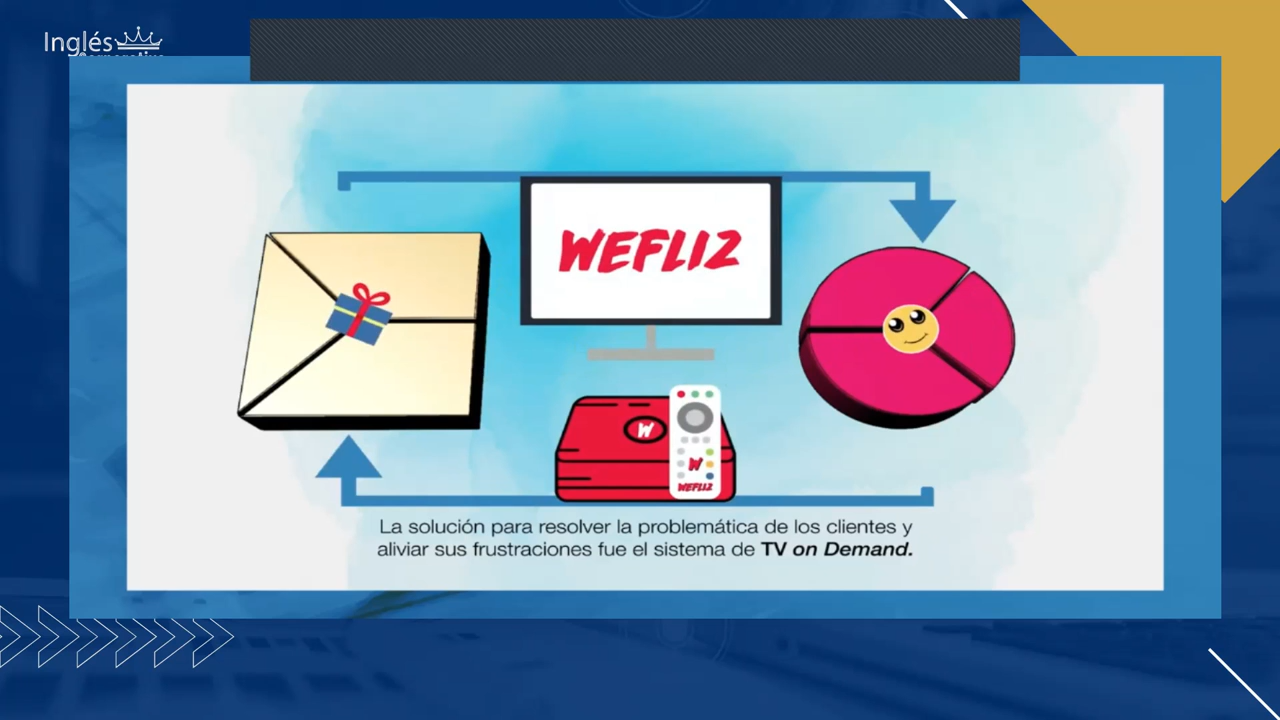 Inglés
WEFLIZ
W
W
WEFLIZ
La solución para resolver la problemática de los clientes y
aliviar sus frustraciones fue el sistema de TV on Demand.